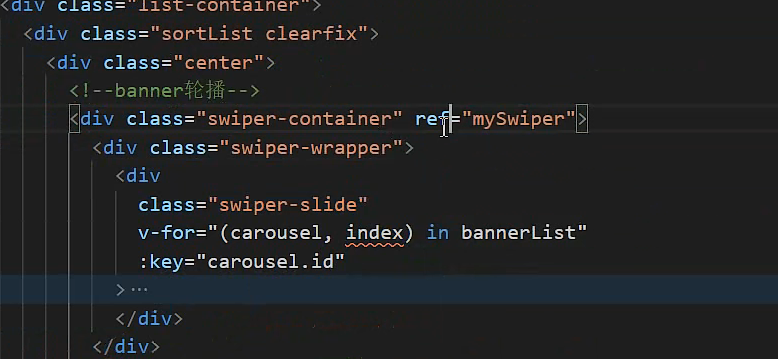 <div class="list-container">
<div class="sortList clearfix">
<div class="center">
<!--banner轮播-->
<div class="swiper-container" ref="mySwiper">
<div class="swiper-wrapper">
<div
class="swiper-slide"
v-for="(carousel, index) in bannerList"
:key="carousel.id"
>⋯
</div>
</div>